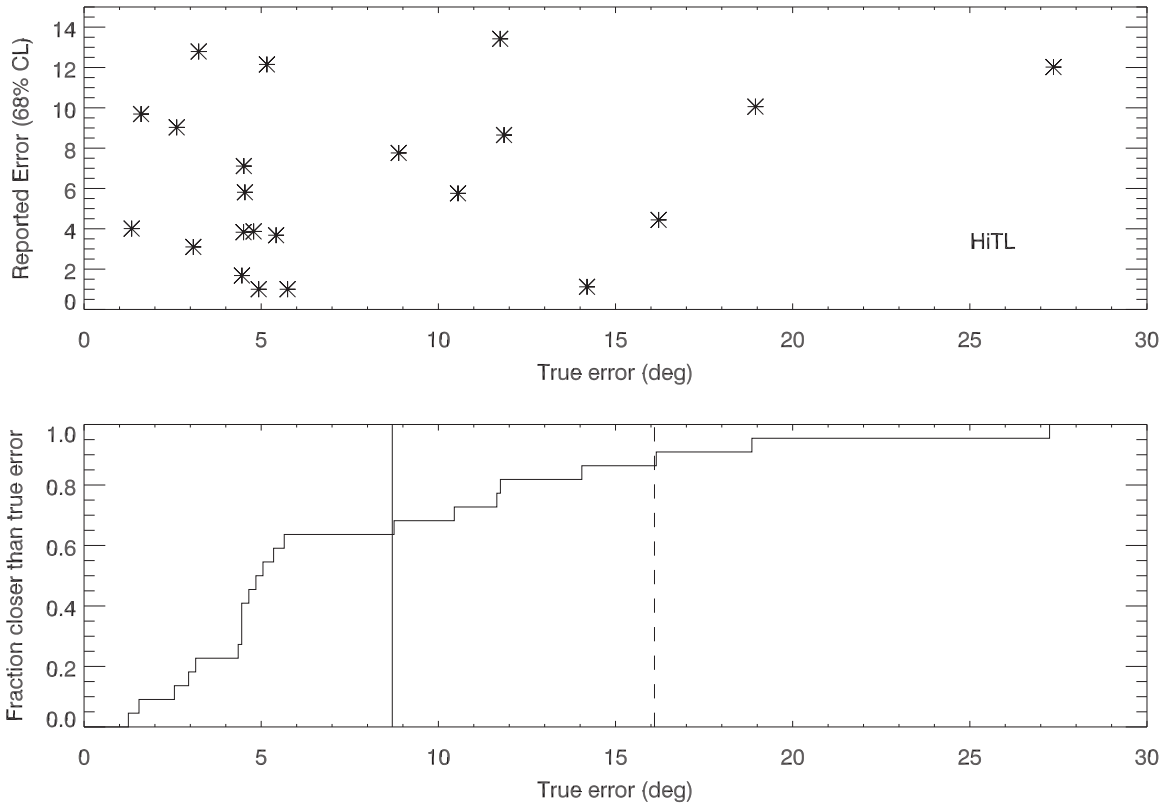 Reported Error (68% CL)
14
12
10
8
6
4
2
0
HiTL
0 5 10 15 20 25 30
True error (deg)
Fraction closer than true error
1.0
0.8
0.6
0.4
0.2
0.0
0 5 10 15 20 25 30
True error (deg)